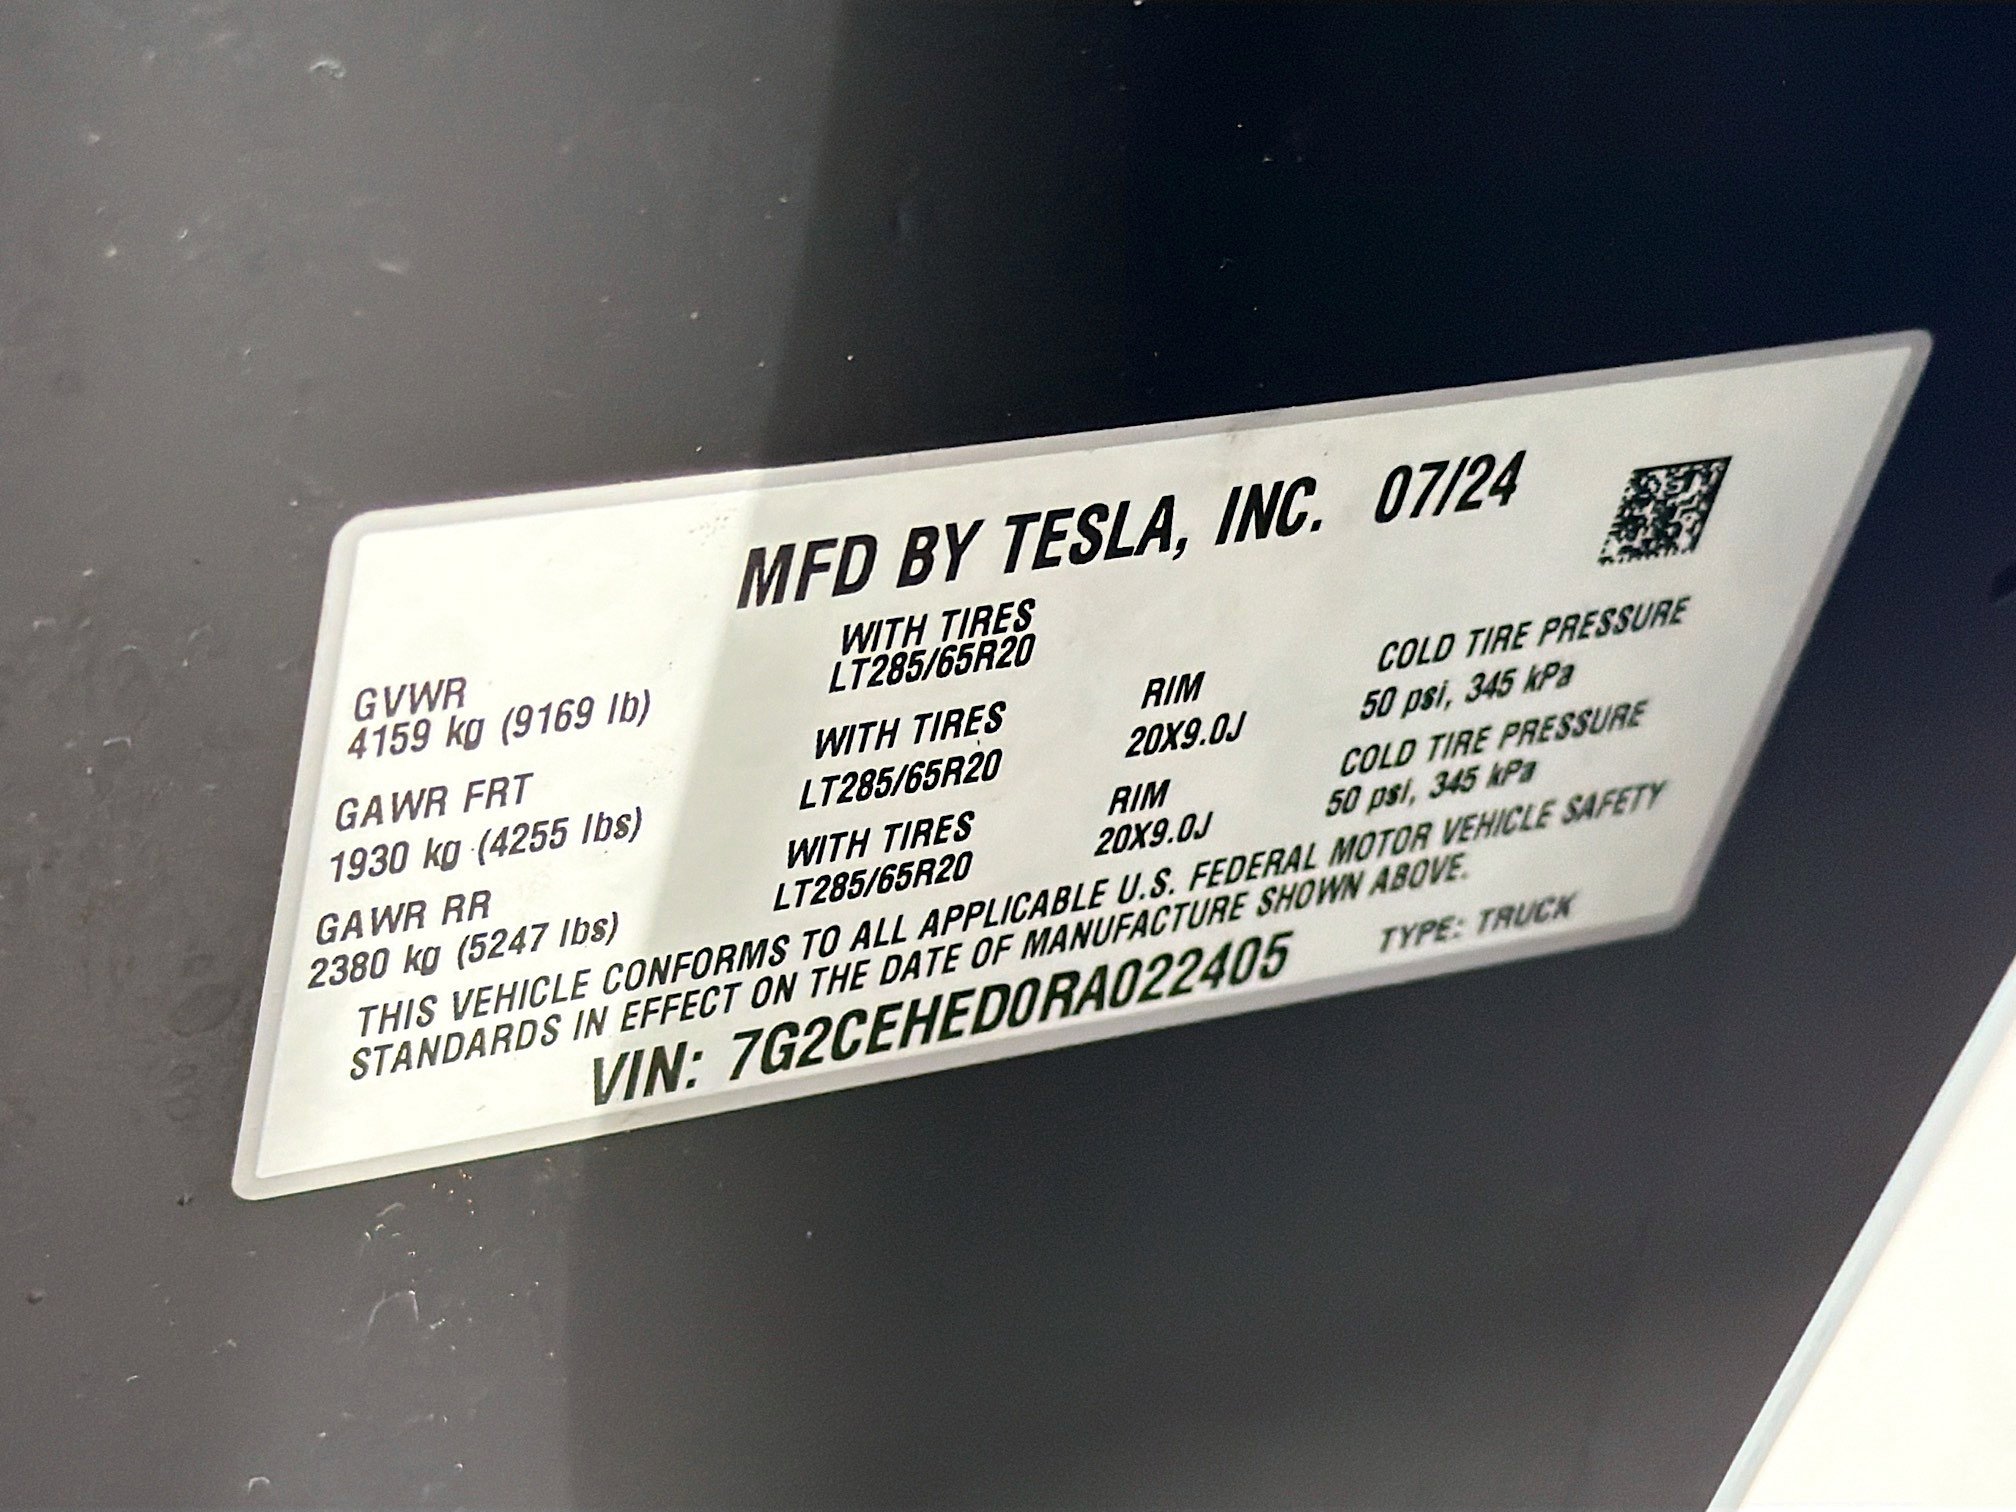 MFD BY TESLA, INC. 07/24
GVWR
4159 kg (9169 lb)
WITH TIRES
LT285/65R20
GAWR FRT
1930 kg (4255 lbs)
WITH TIRES
LT285/65R20
RIM
20X9.0J
COLD TIRE PRESSURE
50 psi, 345 kPa
GAWR RR
2380 kg (5247 lbs)
WITH TIRES
LT285/65R20
RIM
20X9.0J
COLD TIRE PRESSURE
50 psi, 345 kPa
THIS VEHICLE CONFORMS TO ALL APPLICABLE U.S. FEDERAL MOTOR VEHICLE SAFETY
STANDARDS IN EFFECT ON THE DATE OF MANUFACTURE SHOWN ABOVE.
VIN: 7G2CEHED0RA022405
TYPE: TRUCK